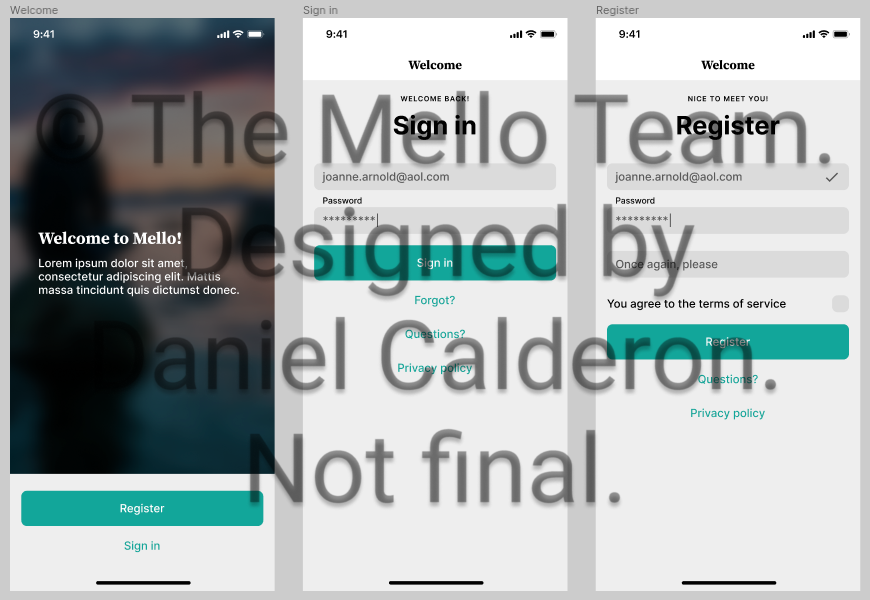 Welcome
9:41
Welcome to Mello!
Lorem ipsum dolor sit amet,
consectetur adipiscing elit. Mattis
massa tincidunt quis dictumst donec.
Register
Sign in
Sign in
9:41
Welcome
WELCOME BACK!
Sign in
joanne.arnold@aol.com
Password
*********
Sign in
Forgot?
Questions?
Privacy policy
Register
9:41
Welcome
NICE TO MEET YOU!
Register
joanne.arnold@aol.com
Password
*********
Once again, please
You agree to the terms of service
Register
Questions?
Privacy policy
© The Mello Team.
Designed by
Daniel Calderon.
Not final.